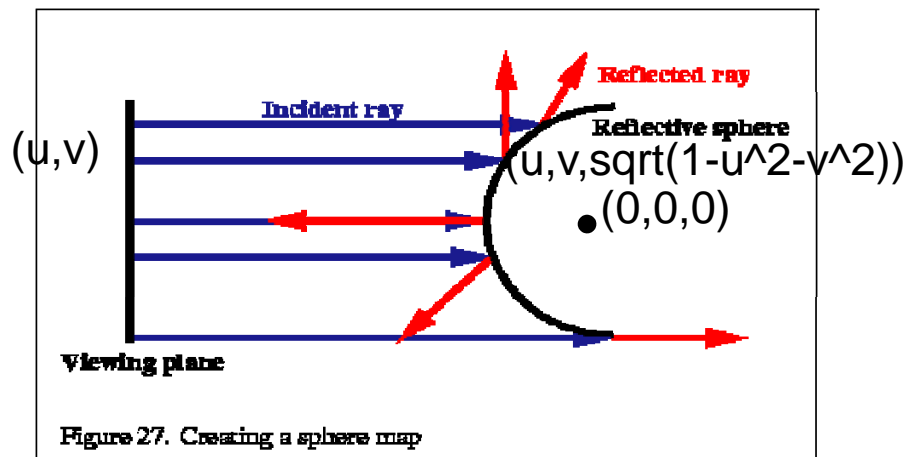 Reflected ray
Incident ray
Reflective sphere
(u,v)
(u,v,sqrt(1-u^2-v^2))
(0,0,0)
Viewing plane
Figure 27. Creating a sphere map